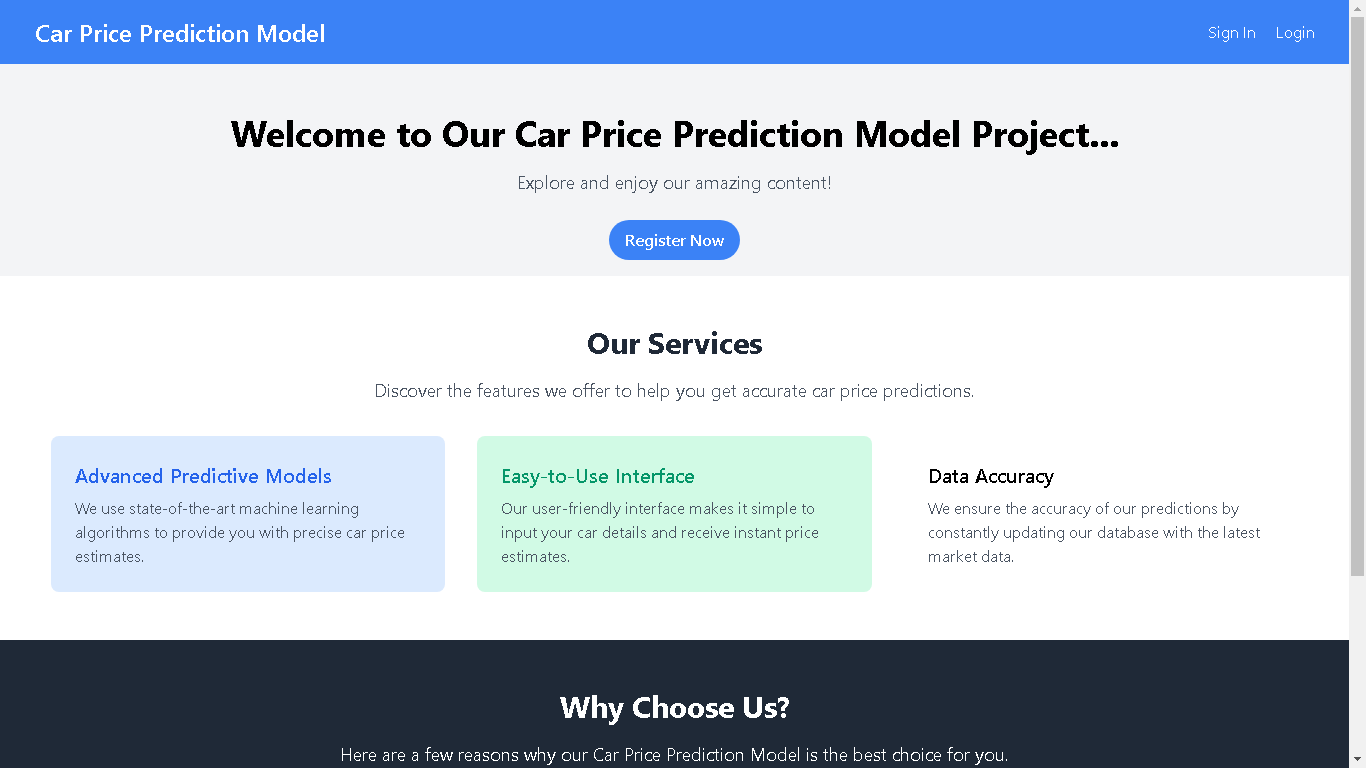 Car Price Prediction Model
Sign In Login
Welcome to Our Car Price Prediction Model Project...
Explore and enjoy our amazing content!
Register Now
Our Services
Discover the features we offer to help you get accurate car price predictions.
Advanced Predictive Models
We use state-of-the-art machine learning
algorithms to provide you with precise car price
estimates.
Easy-to-Use Interface
Our user-friendly interface makes it simple to
input your car details and receive instant price
estimates.
Data Accuracy
We ensure the accuracy of our predictions by
constantly updating our database with the latest
market data.
Why Choose Us?
Here are a few reasons why our Car Price Prediction Model is the best choice for you.